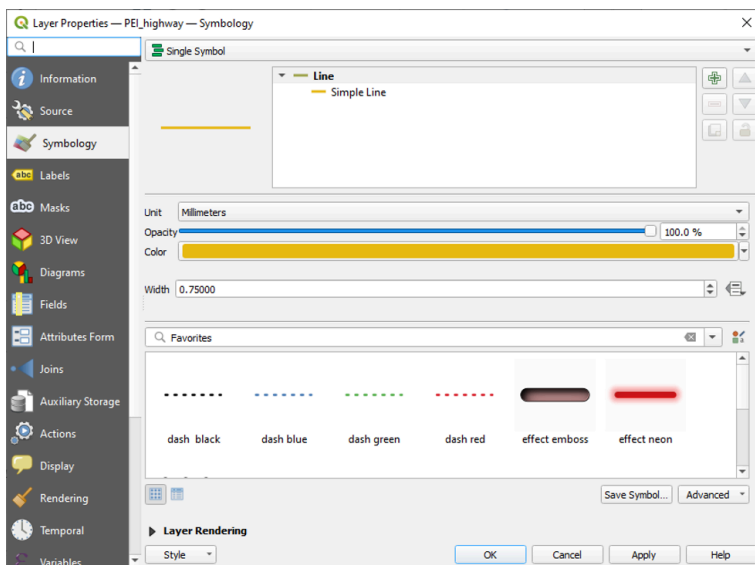 Layer Properties — PEI_highway — Symbology
Single Symbol
Information
Source
Symbology
abc Labels
abc Masks
3D View
Diagrams
Fields
Attributes Form
Joins
Auxiliary Storage
Actions
Display
Rendering
Temporal
Variables
Line
Simple Line
Unit Milimeters
Opacity 100.0 %
Color
Width 0.75000
Favorites
dash black dash blue dash green dash red effect emboss effect neon
Save Symbol... Advanced
Layer Rendering
Style OK Cancel Apply Help